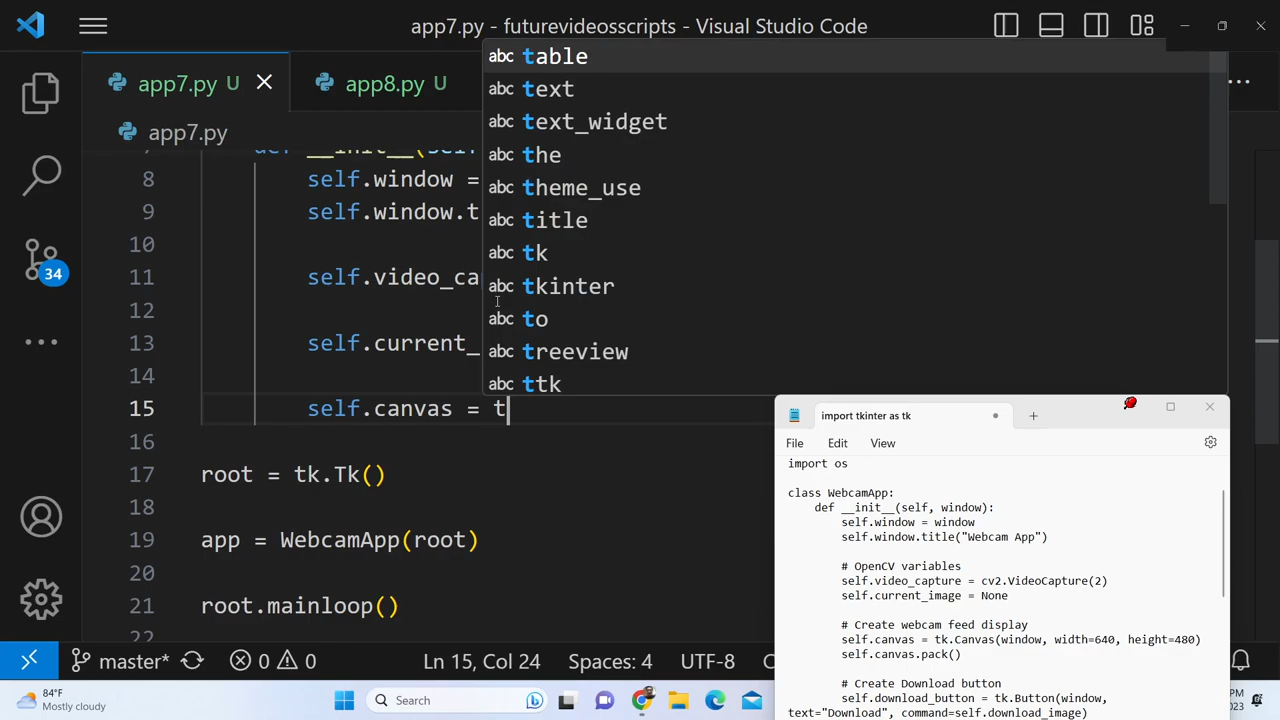 app7.py - futurevideosscripts - Visual Studio Code
app7.py U
app8.py U
app7.py
8 self.window =
9 self.window.t
10
11 self.video_ca
12
13 self.current_
14
15 self.canvas = t
16
17 root = tk.Tk()
18
19 app = WebcamApp(root)
20
21 root.mainloop()
22
abc table
abc text
abc text_widget
abc the
abc theme_use
abc title
abc tk
abc tkinter
abc to
abc treeview
abc ttk
34
import tkinter as tk
File Edit View
import os
class WebcamApp:
def __init__(self, window):
self.window = window
self.window.title("Webcam App")
# OpenCV variables
self.video_capture = cv2.VideoCapture(2)
self.current_image = None
# Create webcam feed display
self.canvas = tk.Canvas(window, width=640, height=480)
self.canvas.pack()
# Create Download button
self.download_button = tk.Button(window,
text="Download", command=self.download_image)
master* 0 0 Ln 15, Col 24 Spaces: 4 UTF-8
84°F
Mostly cloudy
Search